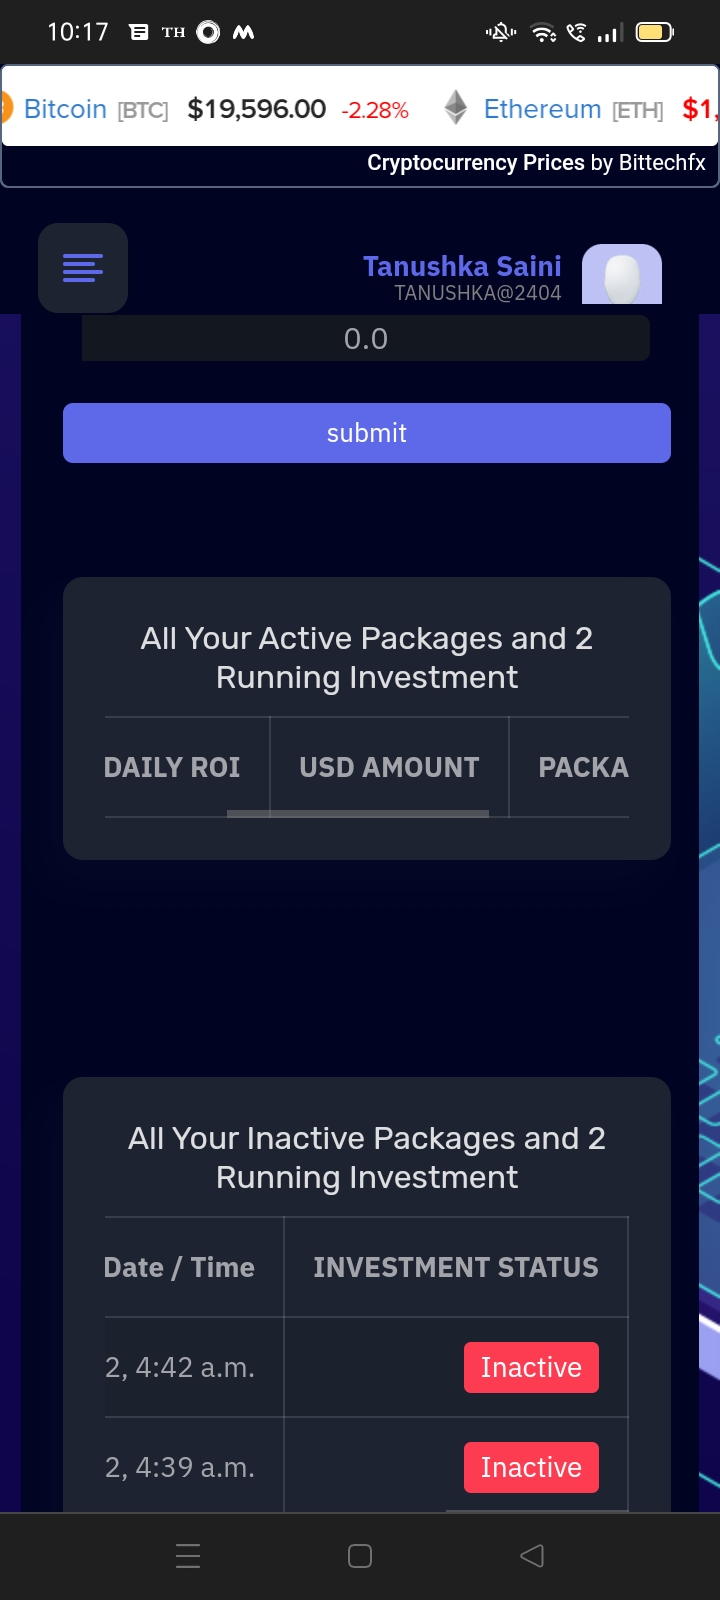 10:17 TH
Bitcoin [BTC] $19,596.00 -2.28% Ethereum [ETH] $1,
Cryptocurrency Prices by Bittechfx
Tanushka Saini
TANUSHKA@2404
0.0
submit
All Your Active Packages and 2
Running Investment
DAILY ROI USD AMOUNT PACKA
All Your Inactive Packages and 2
Running Investment
Date / Time INVESTMENT STATUS
2, 4:42 a.m. Inactive
2, 4:39 a.m. Inactive